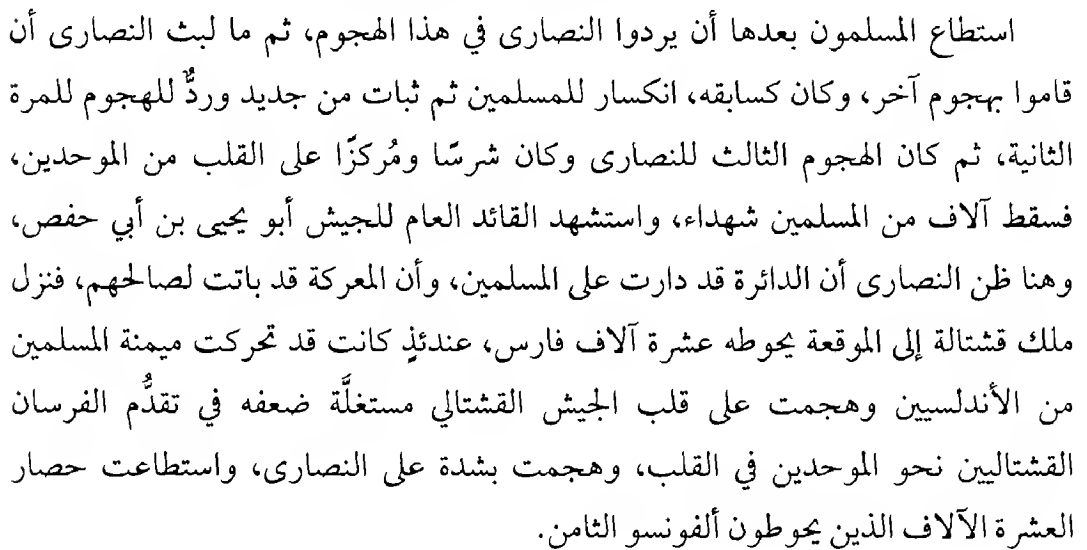 استطاع المسلمون بعدها أن يردوا النصارى في هذا الهجوم، ثم ما لبث النصارى أن
قاموا بهجوم آخر، وكان كسابقه، انكسار للمسلمين ثم ثبات من جديد وردٌّ للهجوم للمرة
الثانية، ثم كان الهجوم الثالث للنصارى وكان شرسًا ومُركزًا على القلب من الموحدين،
فسقط آلاف من المسلمين شهداء، واستشهد القائد العام للجيش أبو يحيى بن أبي حفص،
وهنا ظن النصارى أن الدائرة قد دارت على المسلمين، وأن المعركة قد باتت لصالحهم، فنزل
ملك قشتالة إلى الموقعة يحوطه عشرة آلاف فارس، عندئذٍ كانت قد تحركت ميمنة المسلمين
من الأندلسيين وهجمت على قلب الجيش القشتالي مستغلَّة ضعفه في تقدُّم الفرسان
القشتاليين نحو الموحدين في القلب، وهجمت بشدة على النصارى، واستطاعت حصار
العشرة الآلاف الذين يحوطون ألفونسو الثامن.